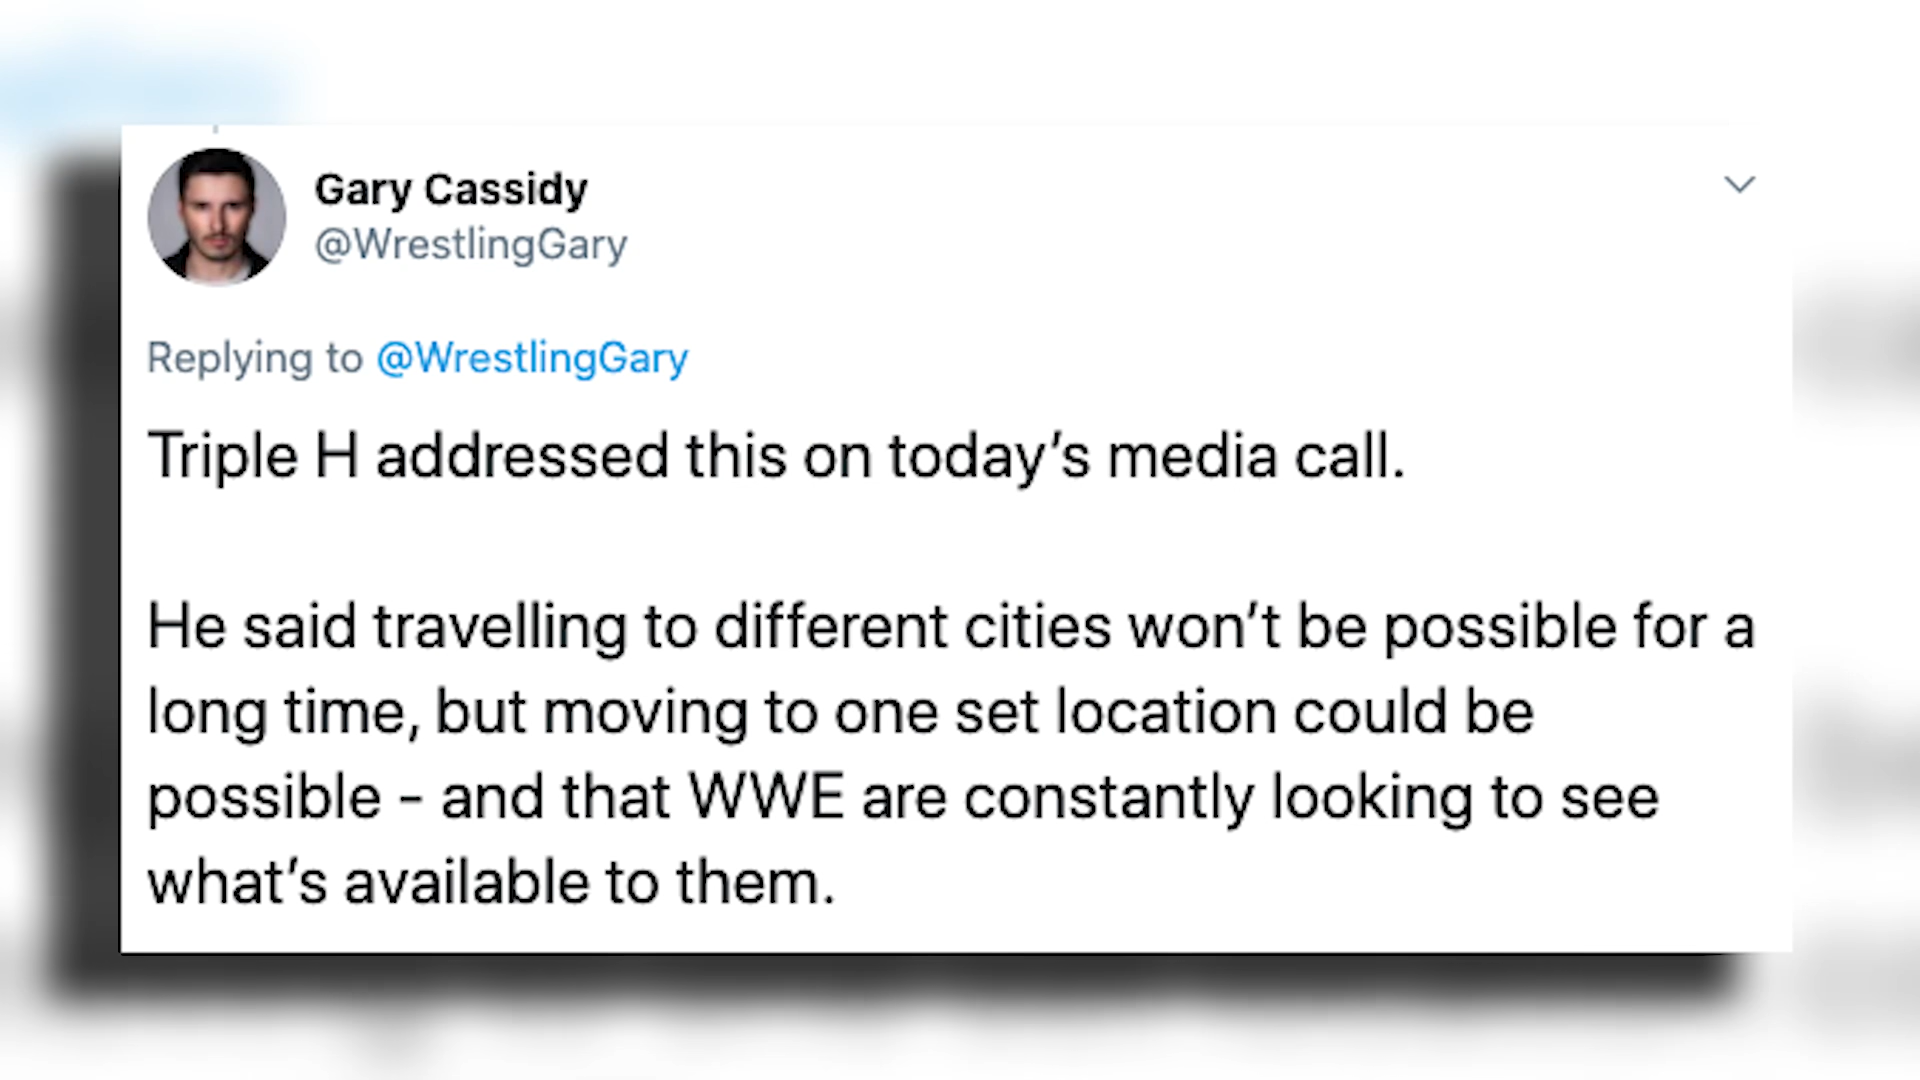 Gary Cassidy
@WrestlingGary
Replying to @WrestlingGary
Triple H addressed this on today’s media call.
He said travelling to different cities won’t be possible for a
long time, but moving to one set location could be
possible - and that WWE are constantly looking to see
what’s available to them.